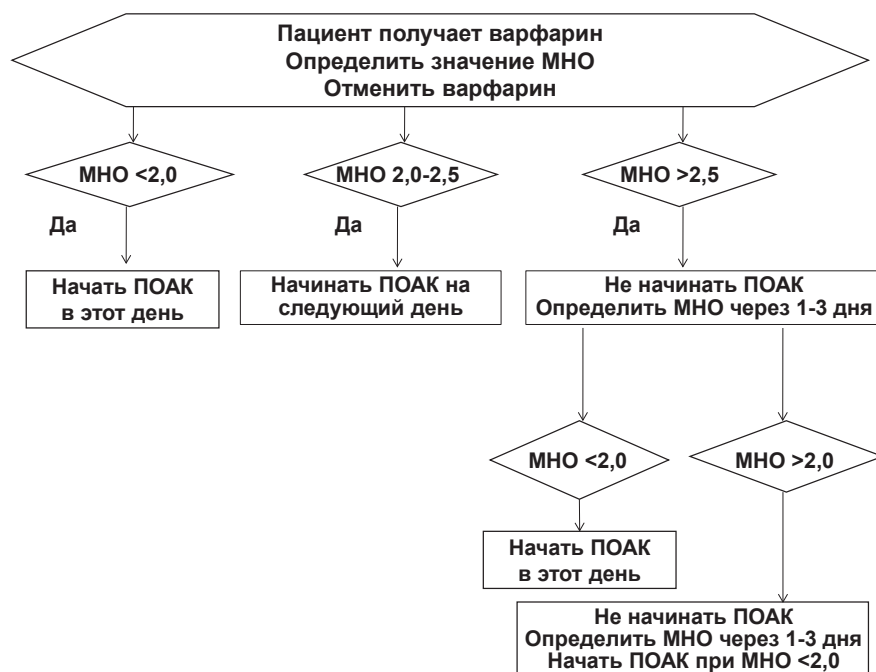 Пациент получает варфарин
Определить значение МНО
Отменить варфарин
МНО <2,0
МНО 2,0-2,5
МНО >2,5
Да
Да
Да
Начать ПОАК
в этот день
Начинать ПОАК на
следующий день
Не начинать ПОАК
Определить МНО через 1-3 дня
МНО <2,0
МНО >2,0
Начать ПОАК
в этот день
Не начинать ПОАК
Определить МНО через 1-3 дня
Начать ПОАК при МНО <2,0